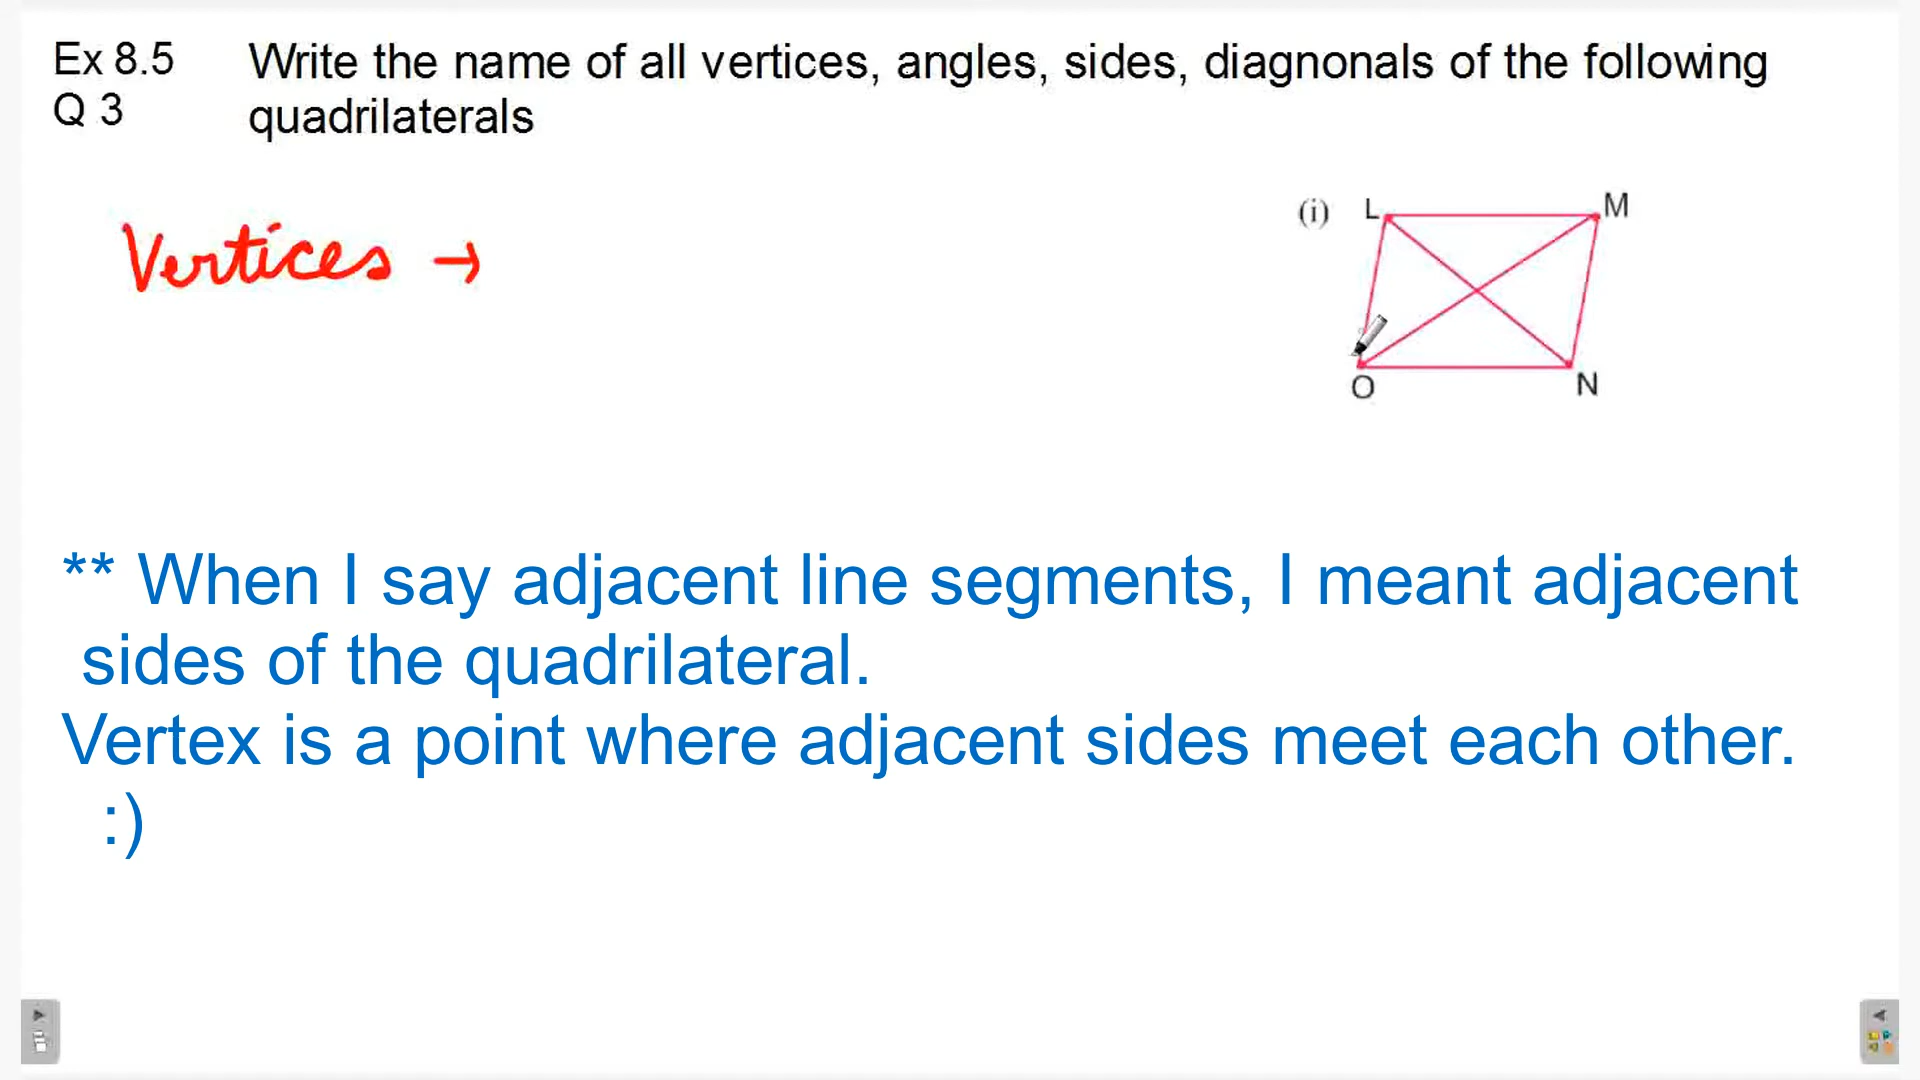 Ex 8.5 Write the name of all vertices, angles, sides, diagnonals of the following
Q 3 quadrilaterals
Vertices →
(i) L M
O N
** When I say adjacent line segments, I meant adjacent
sides of the quadrilateral.
Vertex is a point where adjacent sides meet each other.
:)